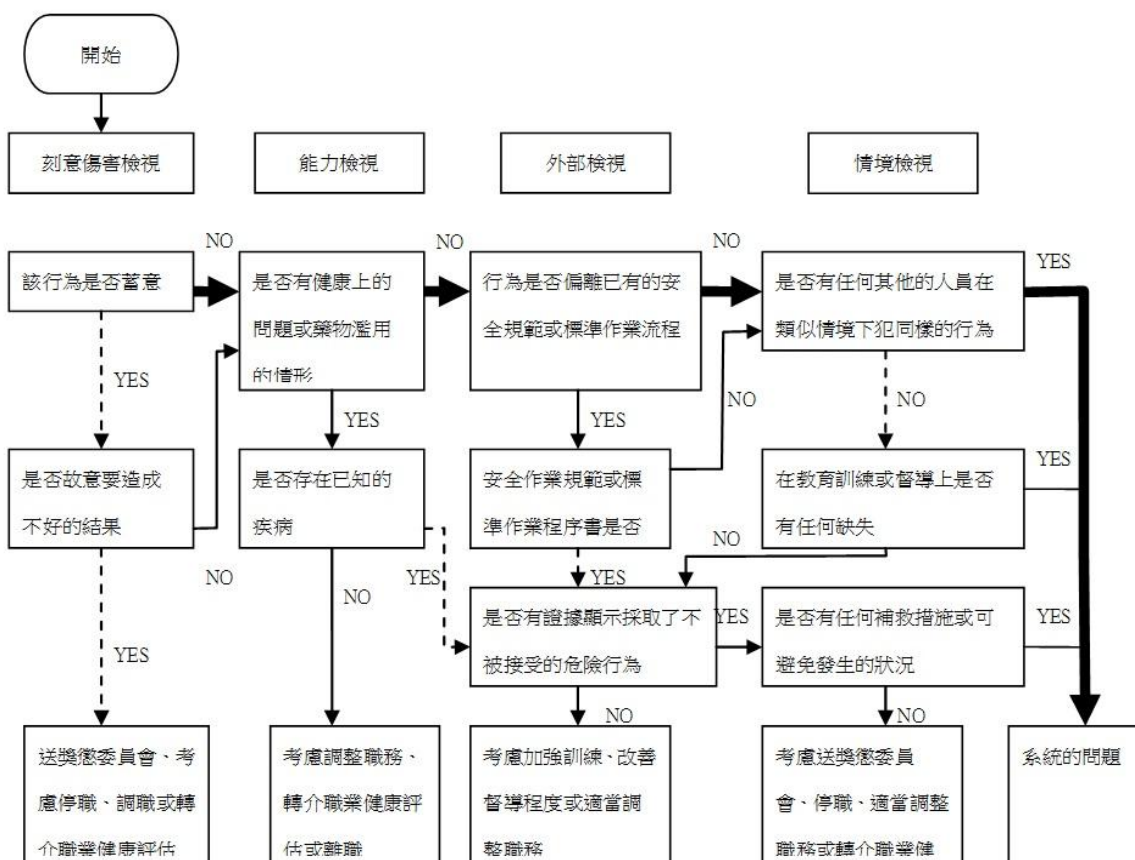 開始
刻意傷害檢視
能力檢視
外部檢視
情境檢視
NO
NO
NO
YES
該行為是否蓄意
是否有健康上的
問題或藥物濫用
的情形
行為是否偏離已有的安
全規範或標準作業流程
是否有任何其他的人員在
類似情境下犯同樣的行為
YES
YES
YES
NO
NO
是否故意要造成
不好的結果
是否存在已知的
疾病
安全作業規範或標
準作業程序書是否
在教育訓練或督導上是否
有任何缺失
YES
NO
NO
YES
YES
NO
是否有證據顯示採取了不
被接受的危險行為
YES
是否有任何補救措施或可
避免發生的狀況
YES
YES
NO
NO
送獎懲委員會、考
慮停職、調職或轉
介職業健康評估
考慮調整職務、
轉介職業健康評
估或離職
考慮加強訓練、改善
督導程度或適當調
整職務
考慮送獎懲委員
會、停職、適當調整
職務或轉介職業健
系統的問題